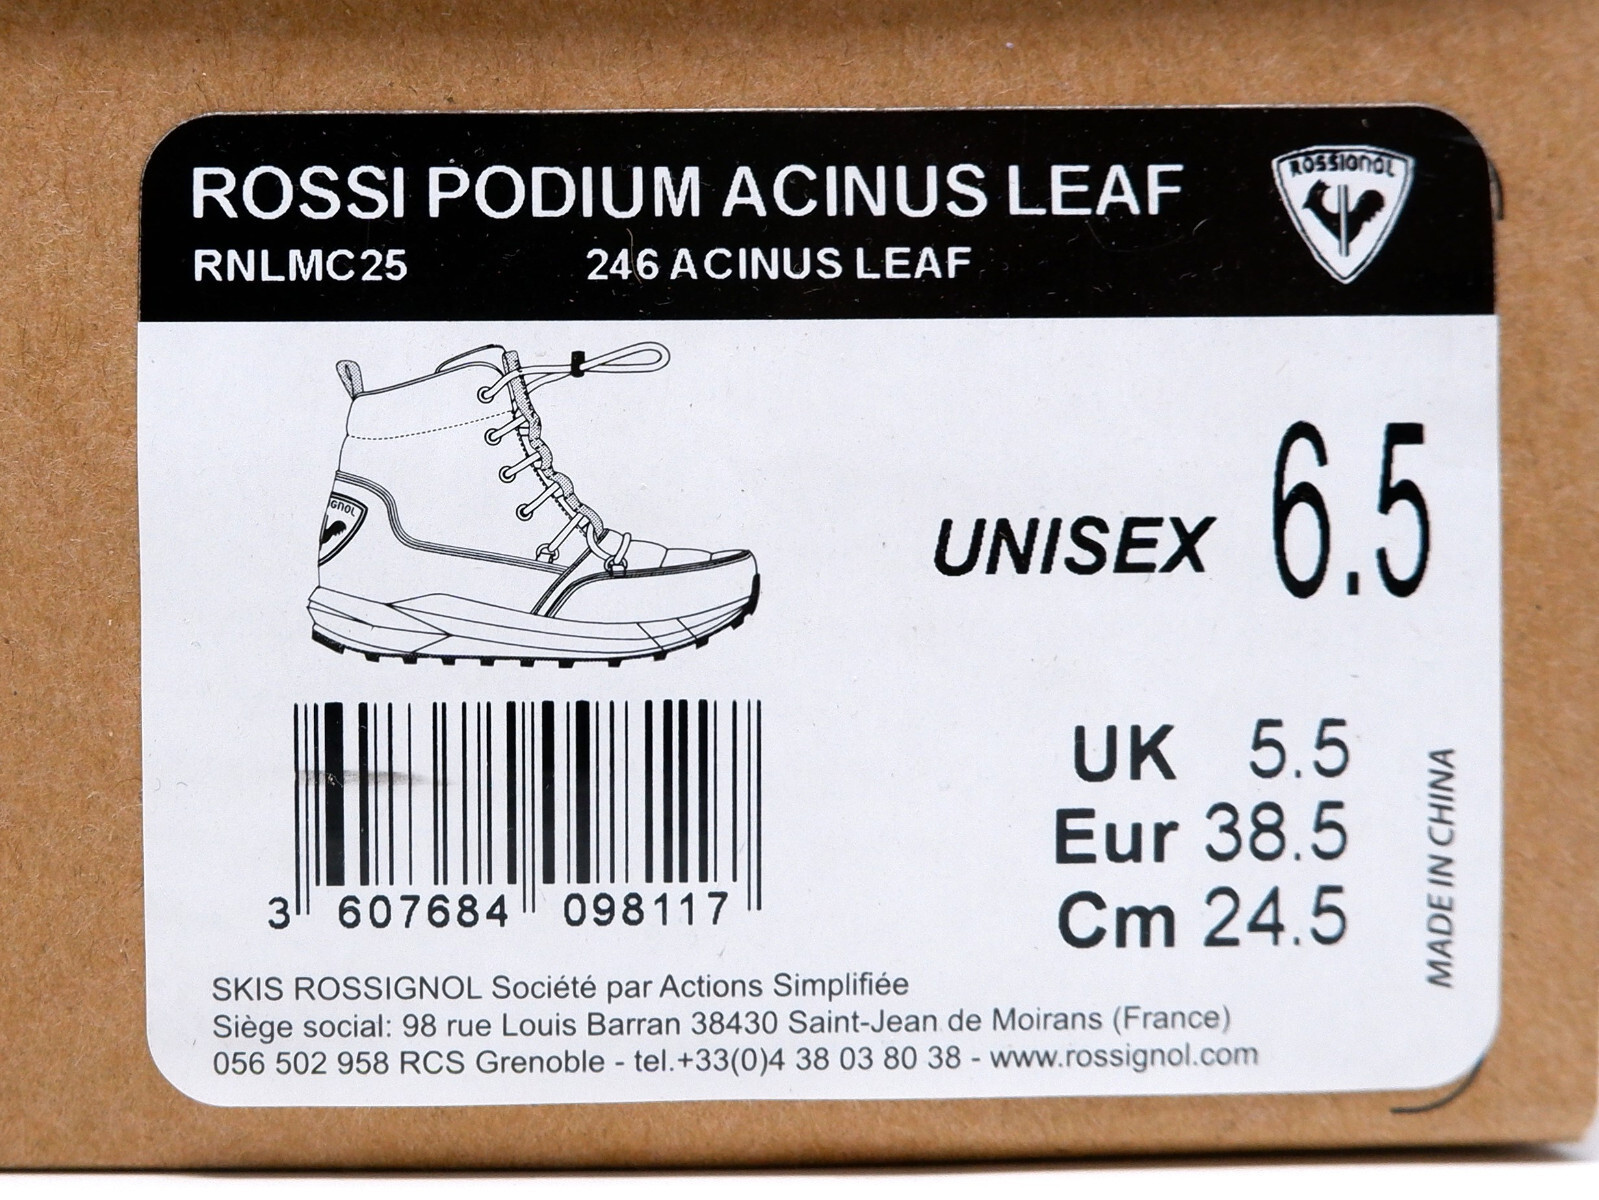 ROSSI PODIUM ACINUS LEAF
ROSSIGNOL
RNLMC25 246 ACINUS LEAF
GNOL
UNISEX 6.5
UK 5.5
Eur 38.5
Cm 24.5
MADE IN CHINA
3 607684 098117
SKIS ROSSIGNOL Société par Actions Simplifiée
Siège social: 98 rue Louis Barran 38430 Saint-Jean de Moirans (France)
056 502 958 RCS Grenoble - tel.+33(0)4 38 03 80 38 - www.rossignol.com